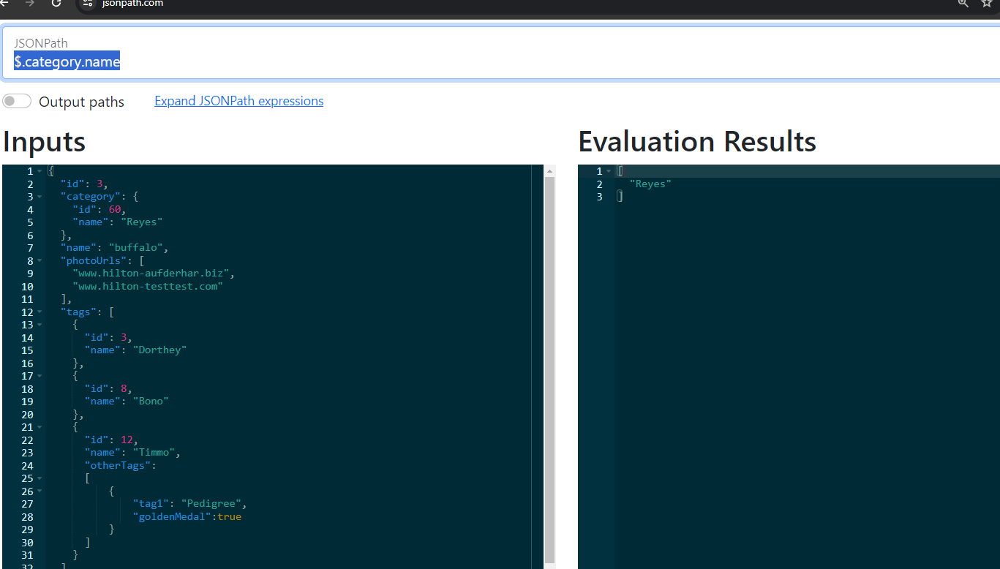 jsonpath.com
JSONPath
$.category.name
Output paths Expand JSONPath expressions
Inputs
1 {
2 "id": 3,
3 "category": {
4 "id": 60,
5 "name": "Reyes"
6 },
7 "name": "buffalo",
8 "photoUrls": [
9 "www.hilton-aufderhar.biz",
10 "www.hilton-testtest.com"
11 ],
12 "tags": [
13 {
14 "id": 3,
15 "name": "Dorthey"
16 },
17 {
18 "id": 8,
19 "name": "Bono"
20 },
21 {
22 "id": 12,
23 "name": "Timmo",
24 "otherTags":
25 [
26 {
27 "tag1": "Pedigree",
28 "goldenMedal":true
29 }
30 ]
31 }
32 ]
Evaluation Results
1 [
2 "Reyes"
3 ]